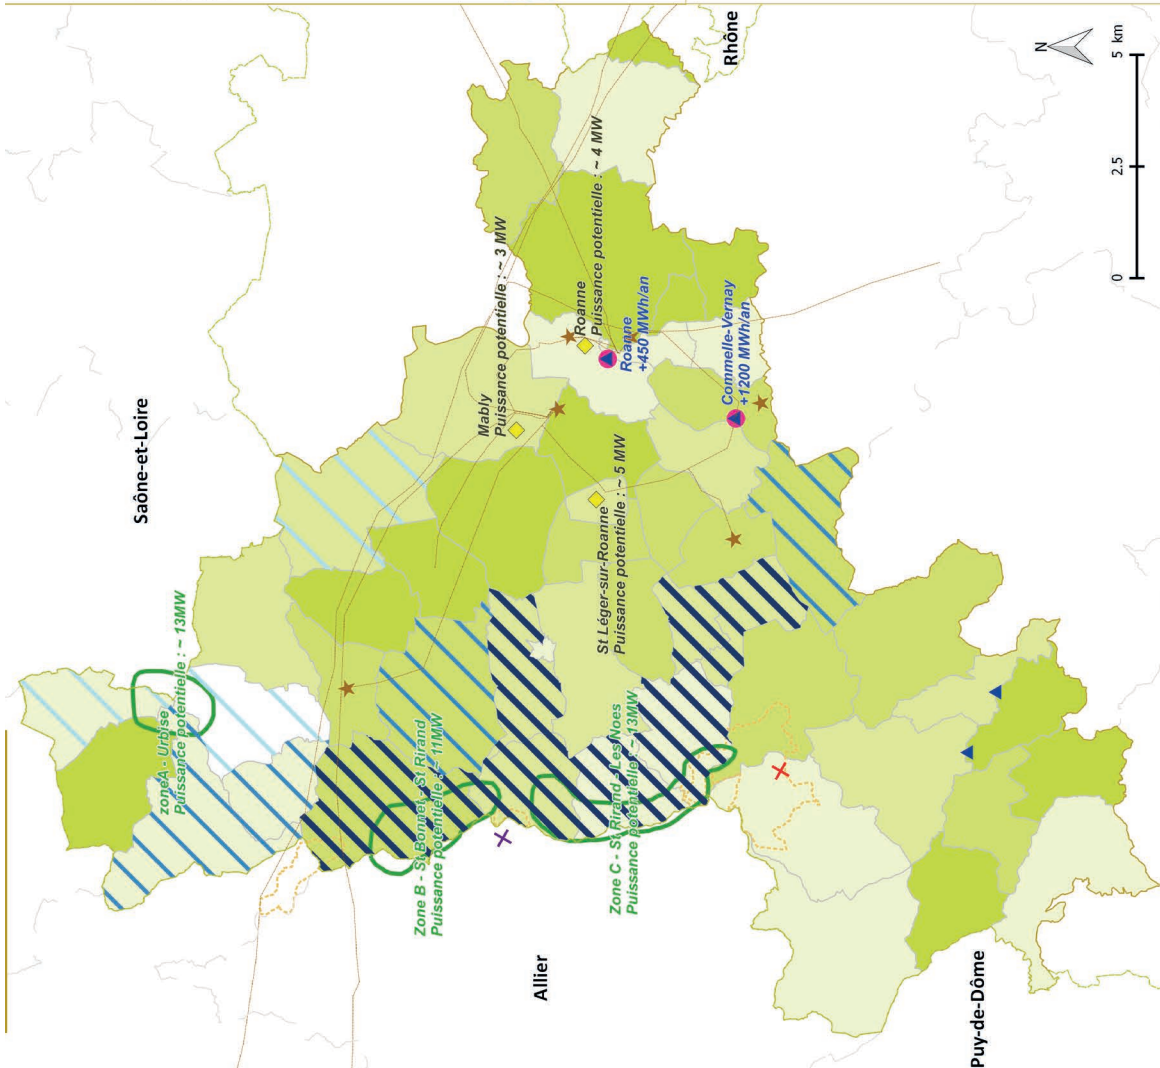 Saône-et-Loire
Rhône
N
0
2.5
5 km
zoneA - Urbise
Puissance potentielle : ~ 13MW
Mably
Puissance potentielle : ~ 3 MW
Roanne
Puissance potentielle : ~ 4 MW
Roanne
+450 MWh/an
Commelle-Vernay
+1200 MWh/an
St Léger-sur-Roanne
Puissance potentielle : ~ 5 MW
Zone B - St Bonnet - St Rirand
Puissance potentielle : ~ 11MW
Zone C - St Rirand - Les Noes
Puissance potentielle : ~ 13MW
Allier
Puy-de-Dôme